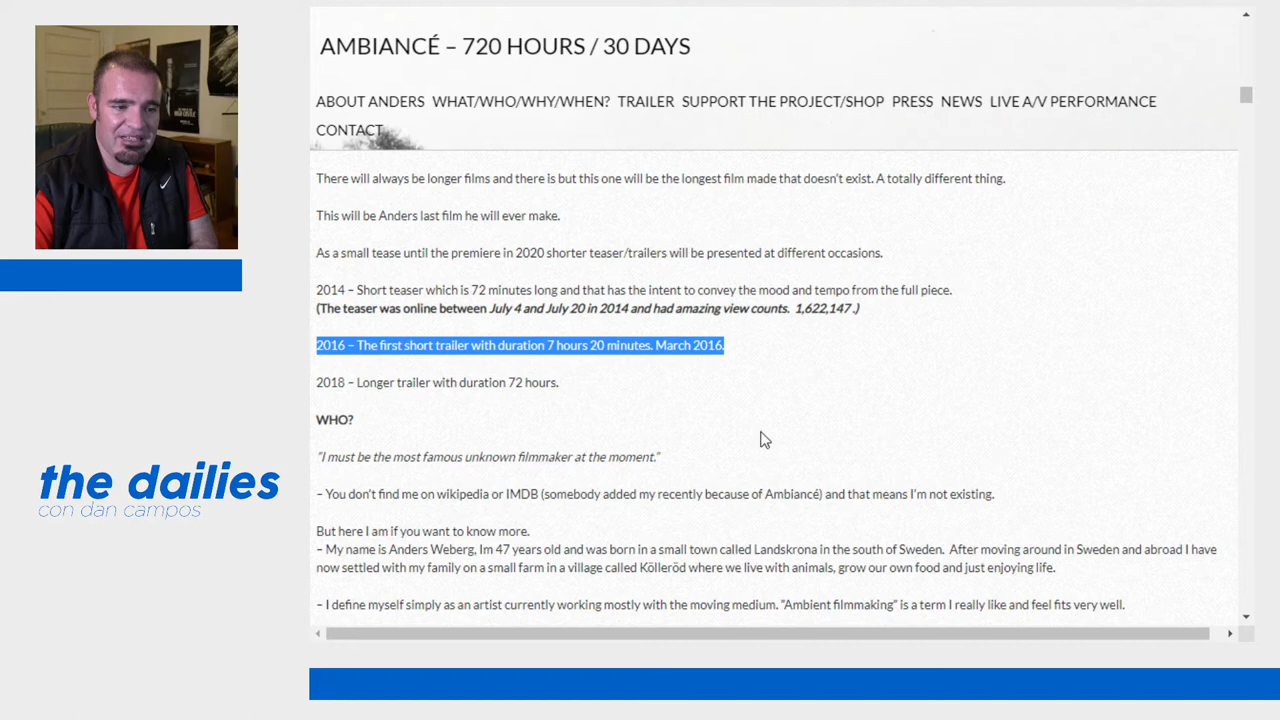 AMBIANCÉ – 720 HOURS / 30 DAYS
ABOUT ANDERS WHAT/WHO/WHY/WHEN? TRAILER SUPPORT THE PROJECT/SHOP PRESS NEWS LIVE A/V PERFORMANCE
CONTACT
There will always be longer films and there is but this one will be the longest film made that doesn't exist. A totally different thing.
This will be Anders last film he will ever make.
As a small tease until the premiere in 2020 shorter teaser/trailers will be presented at different occasions.
2014 – Short teaser which is 72 minutes long and that has the intent to convey the mood and tempo from the full piece.
(The teaser was online between July 4 and July 20 in 2014 and had amazing view counts. 1,622,147 .)
2016 – The first short trailer with duration 7 hours 20 minutes. March 2016.
2018 – Longer trailer with duration 72 hours.
WHO?
"I must be the most famous unknown filmmaker at the moment."
– You don't find me on wikipedia or IMDB (somebody added my recently because of Ambiancé) and that means I'm not existing.
But here I am if you want to know more.
– My name is Anders Weberg, Im 47 years old and was born in a small town called Landskrona in the south of Sweden. After moving around in Sweden and abroad I have
now settled with my family on a small farm in a village called Kölleröd where we live with animals, grow our own food and just enjoying life.
– I define myself simply as an artist currently working mostly with the moving medium. "Ambient filmmaking" is a term I really like and feel fits very well.
the dailies
con dan campos